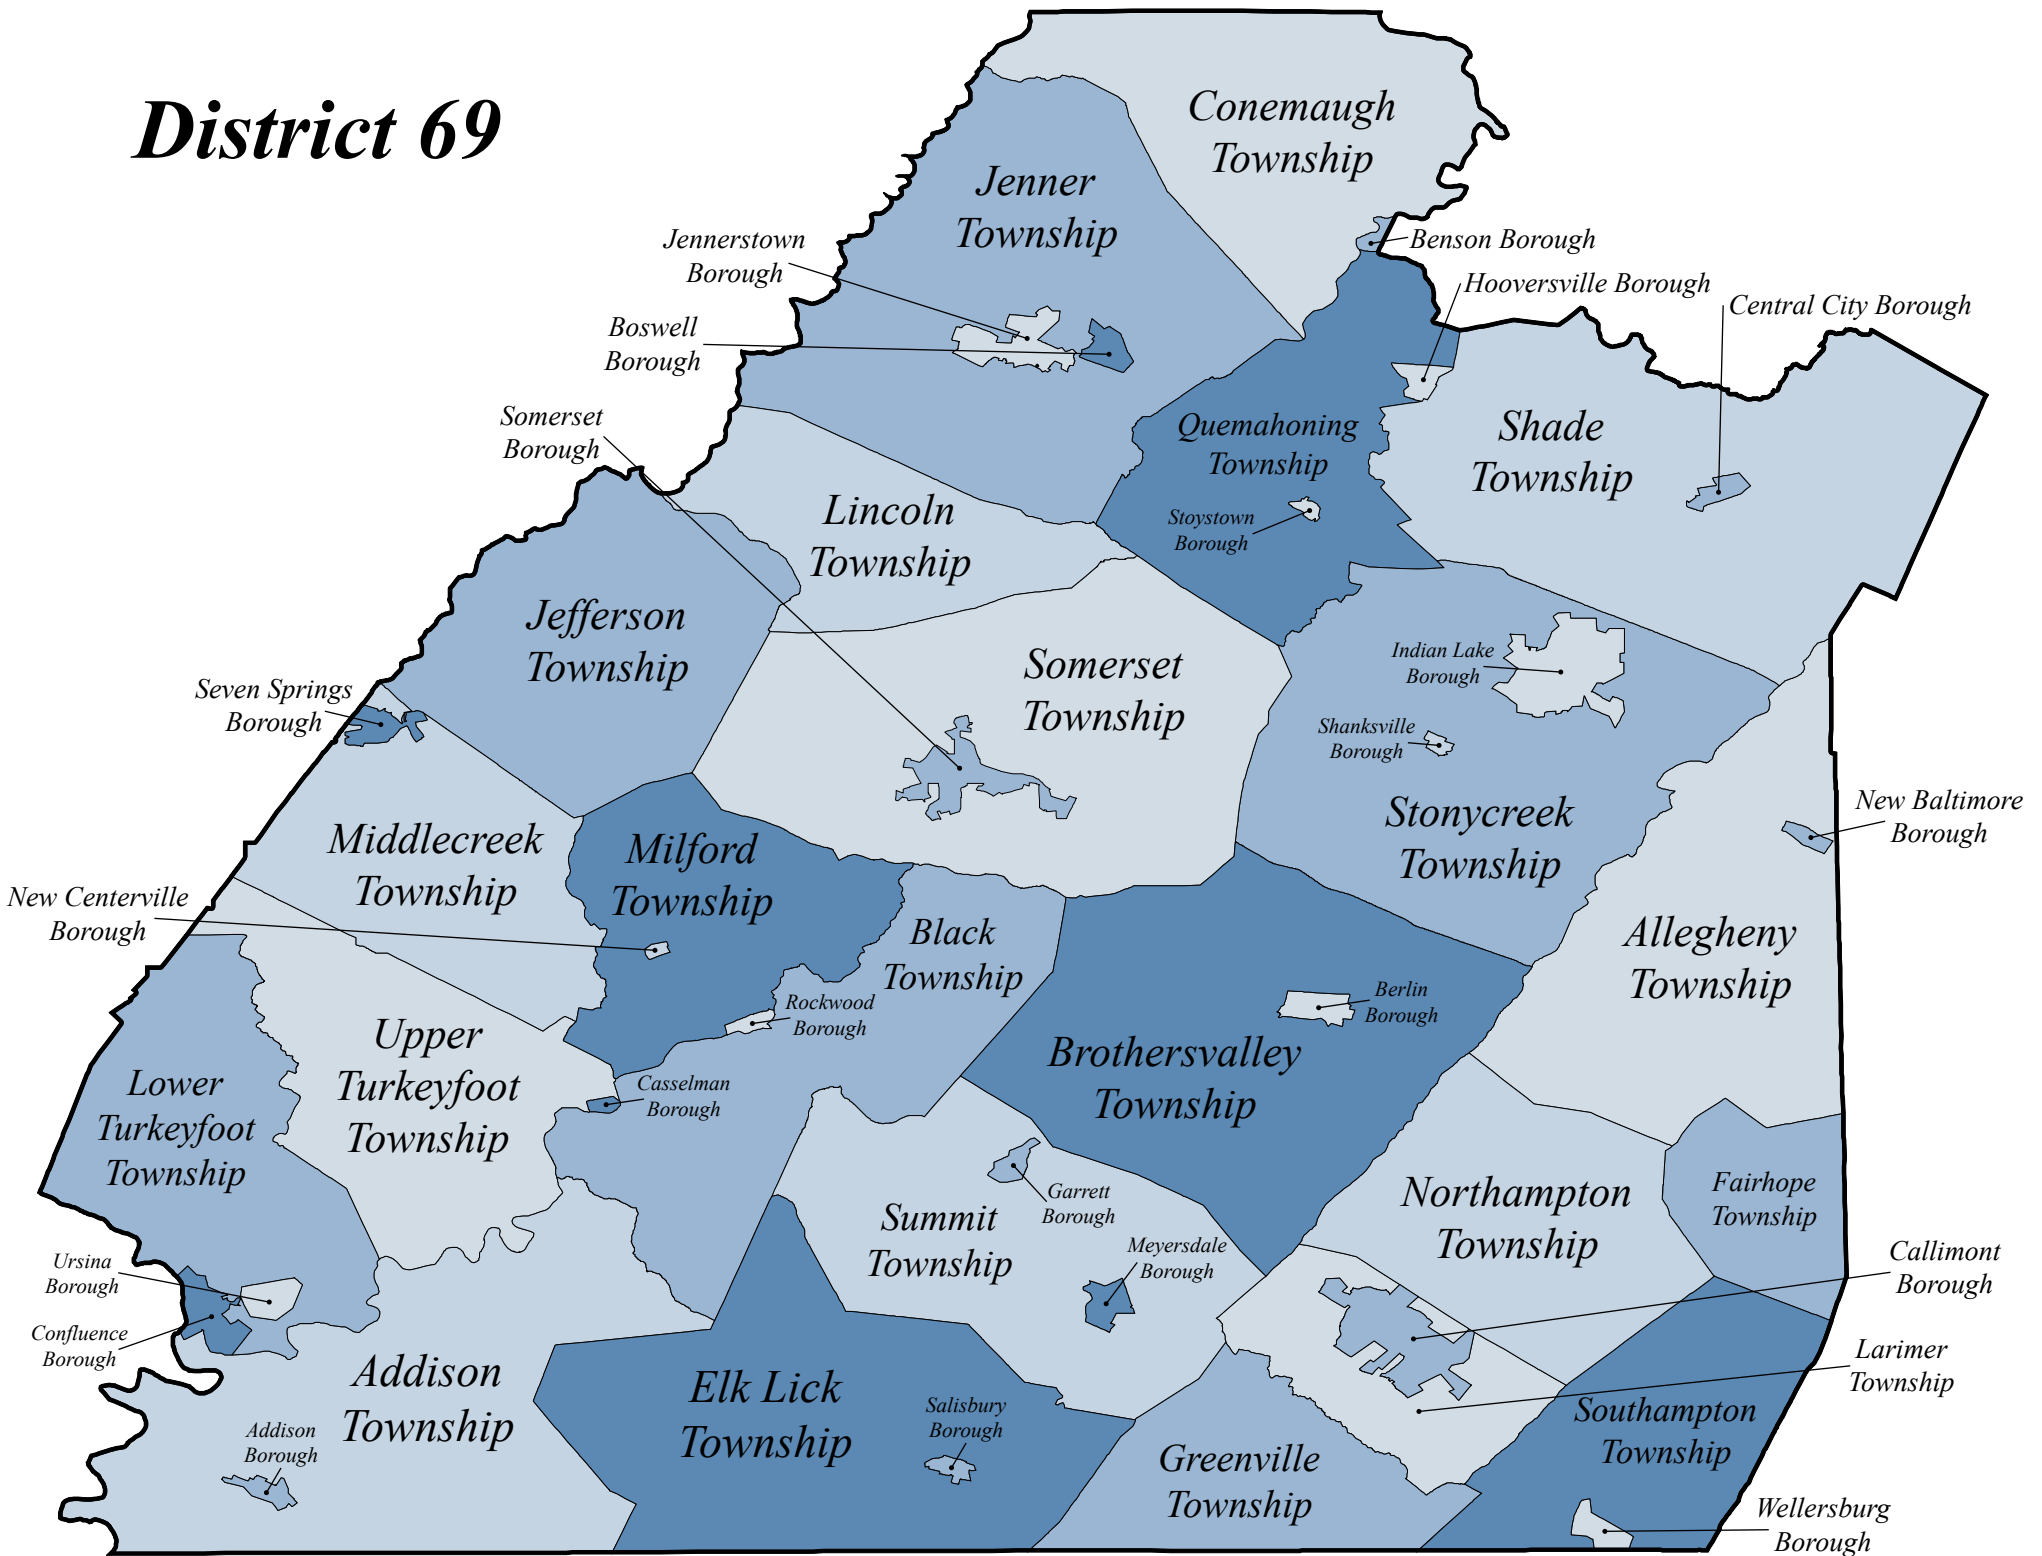 District 69
Conemaugh
Township
Jenner
Township
Jennerstown
Borough
Benson Borough
Hooversville Borough
Central City Borough
Boswell
Borough
Somerset
Borough
Quemahoning
Township
Shade
Township
Stoystown
Borough
Lincoln
Township
Jefferson
Township
Somerset
Township
Indian Lake
Borough
Seven Springs
Borough
Shanksville
Borough
Stonycreek
Township
New Baltimore
Borough
Middlecreek
Township
Milford
Township
New Centerville
Borough
Black
Township
Allegheny
Township
Rockwood
Borough
Berlin
Borough
Upper
Turkeyfoot
Township
Brothersvalley
Township
Lower
Turkeyfoot
Township
Casselman
Borough
Garrett
Borough
Northampton
Township
Fairhope
Township
Summit
Township
Meyersdale
Borough
Callimont
Borough
Ursina
Borough
Confluence
Borough
Larimer
Township
Addison
Township
Elk Lick
Township
Salisbury
Borough
Southampton
Township
Addison
Borough
Greenville
Township
Wellersburg
Borough